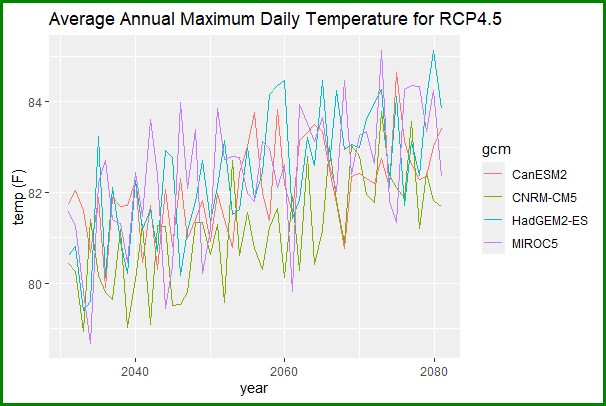 Average Annual Maximum Daily Temperature for RCP4.5
84
82
80
temp (F)
2040
2060
2080
year
gcm
CanESM2
CNRM-CM5
HadGEM2-ES
MIROC5